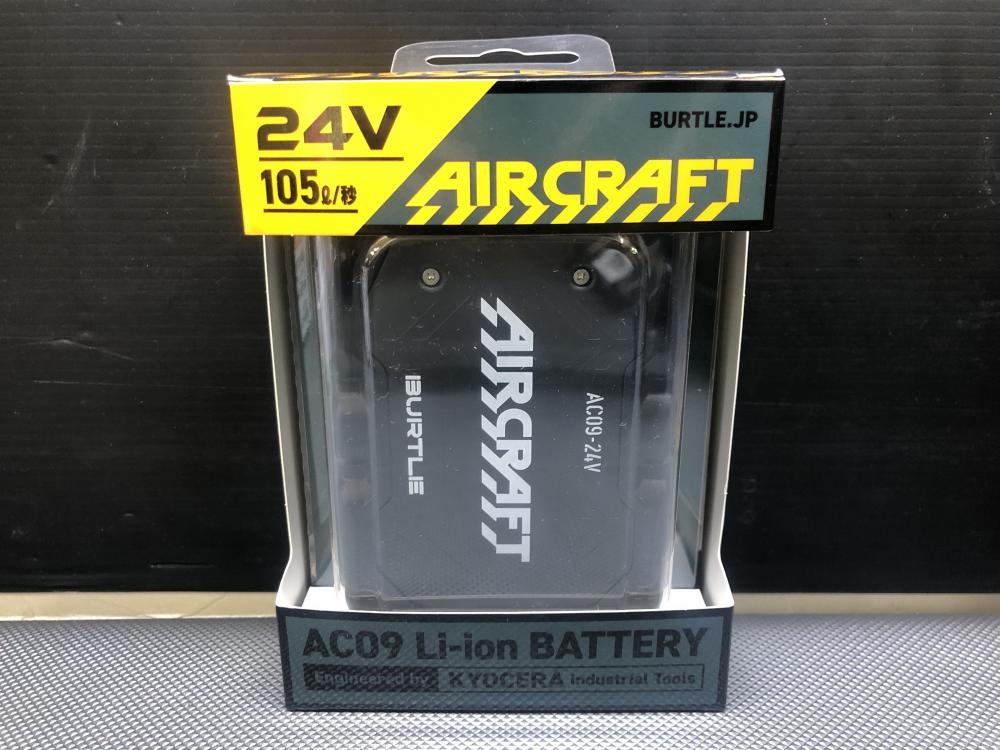 24V
BURTLE.JP
105ℓ/秒
AIRCRAFT
AIRCRAFT
AC09-24V
BURTLE
AC09 Li-ion BATTERY
Engineered by KYOCERA Industrial Tools